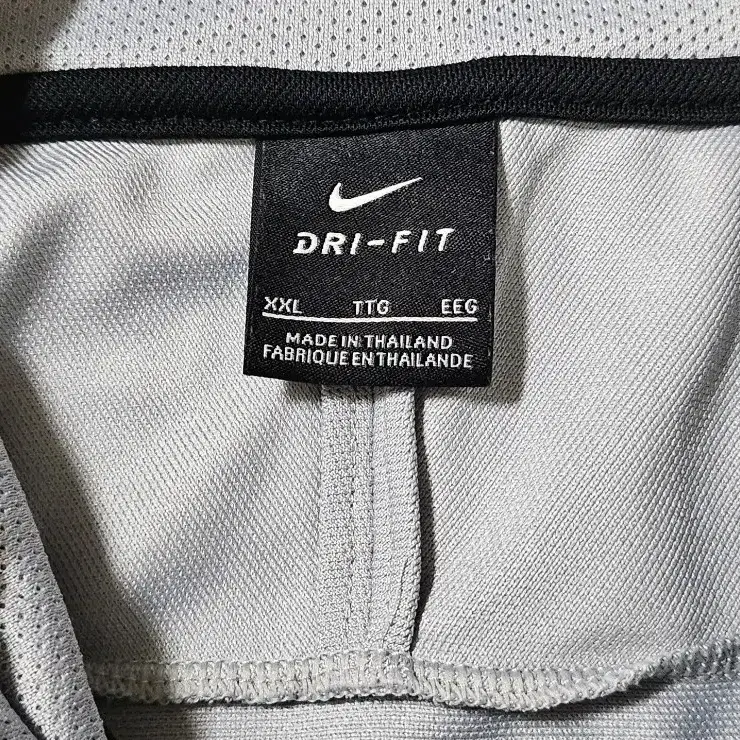 DRI-FIT
XXL TTG EEG
MADE IN THAILAND
FABRIQUE EN THAILANDE